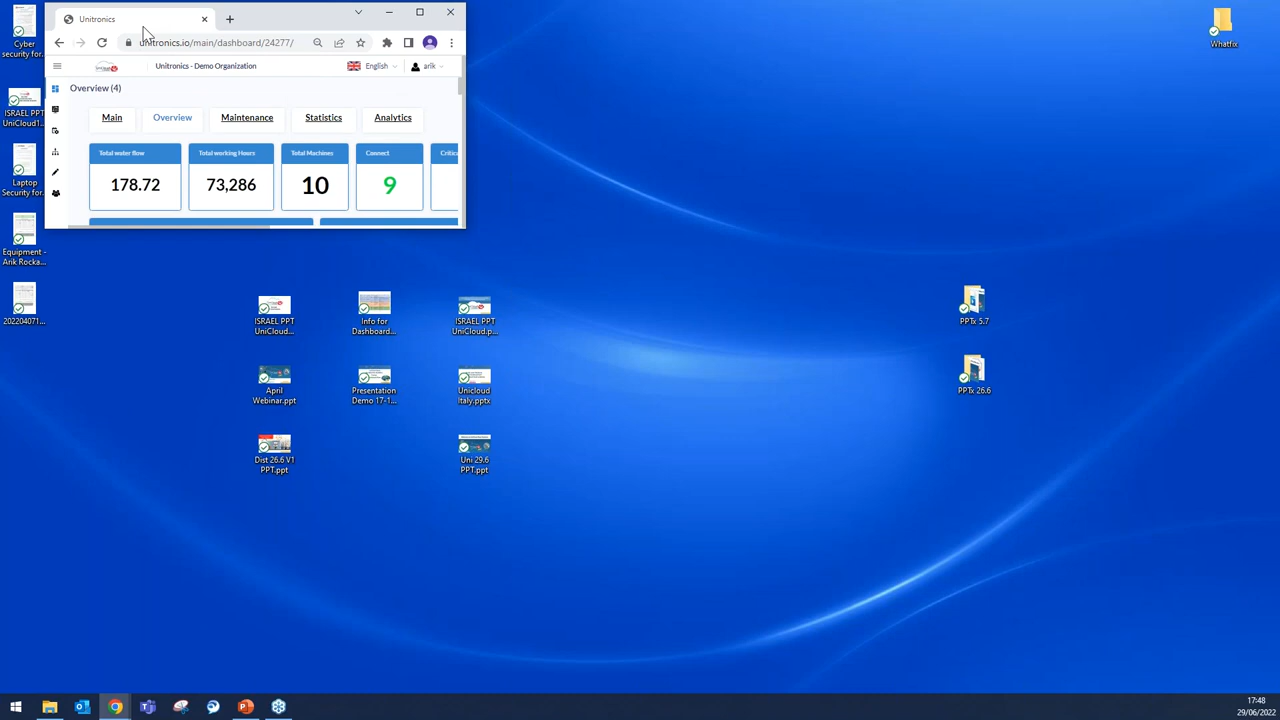 Unitronics
unitronics.io/main/dashboard/24277/
Unitronics - Demo Organization
English
arik
Overview (4)
Main
Overview
Maintenance
Statistics
Analytics
Total water flow
178.72
Total working Hours
73,286
Total Machines
10
Connect
9
Critic
Cyber
security for...
ISRAEL PPT
UniCloud1...
Laptop
Security for...
Equipment -
Arik Rocka...
202204071...
ISRAEL PPT
UniCloud...
Info for
Dashboard...
ISRAEL PPT
UniCloud.p...
April
Webinar.ppt
Presentation
Demo 17-1...
Unicloud
Italy.pptx
Dist 26.6 V1
PPT.ppt
Uni 29.6
PPT.ppt
PPTx 5.7
PPTx 26.6
Whatfix
17:48
29/06/2022